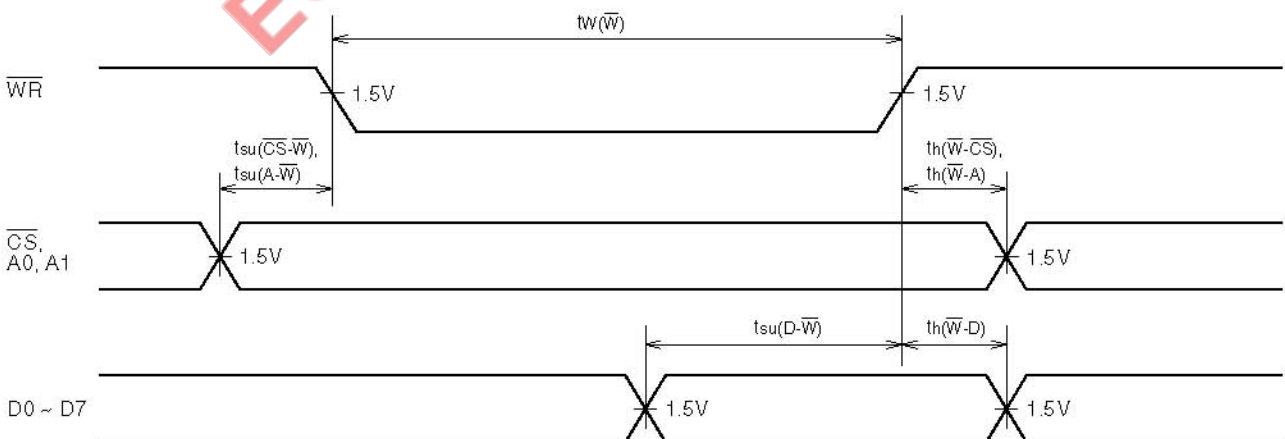 tW(W̅)
W̅R̅
1.5V
1.5V
tsu(C̅S̅-W̅),
tsu(A-W̅)
th(W̅-C̅S̅),
th(W̅-A)
C̅S̅,
A0, A1
1.5V
1.5V
tsu(D-W̅)
th(W̅-D)
D0 ~ D7
1.5V
1.5V